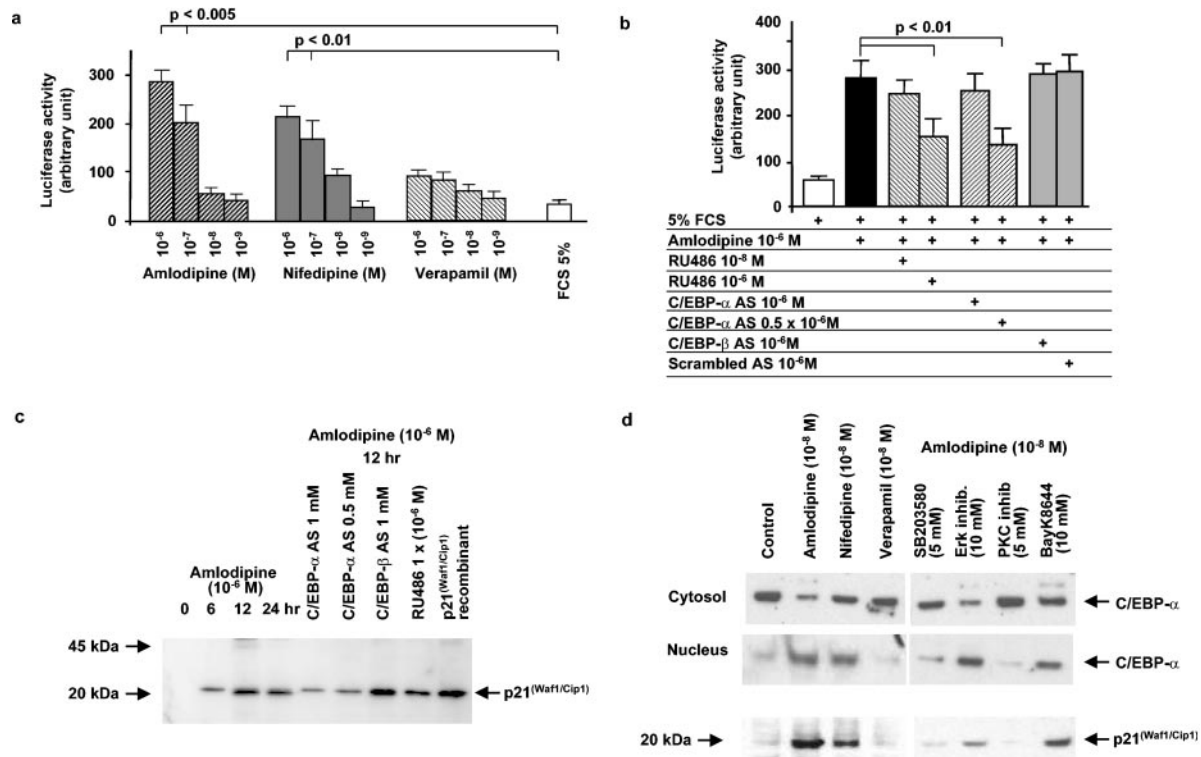 a
p < 0.005
p < 0.01
Luciferase activity
(arbitrary unit)
300
200
100
0
10-6
10-7
10-8
10-9
10-6
10-7
10-8
10-9
10-6
10-7
10-8
10-9
Amlodipine (M)
Nifedipine (M)
Verapamil (M)
FCS 5%
b
p < 0.01
Luciferase activity
(arbitrary unit)
400
300
200
100
0
5% FCS + + + + + + + +
Amlodipine 10-6 M + + + + + + +
RU486 10-8 M +
RU486 10-6 M +
C/EBP-α AS 10-6 M +
C/EBP-α AS 0.5 x 10-6M +
C/EBP-β AS 10-6M +
Scrambled AS 10-6M +
c
Amlodipine (10-6 M)
12 hr
Amlodipine
(10-6 M)
0 6 12 24 hr
C/EBP-α AS 1 mM
C/EBP-α AS 0.5 mM
C/EBP-β AS 1 mM
RU486 1 x (10-6 M)
p21(Waf1/Cip1)
recombinant
45 kDa
20 kDa
p21(Waf1/Cip1)
d
Control
Amlodipine (10-8 M)
Nifedipine (10-8 M)
Verapamil (10-8 M)
Amlodipine (10-8 M)
SB203580
(5 mM)
Erk inhib.
(10 mM)
PKC inhib
(5 mM)
BayK8644
(10 mM)
Cytosol
C/EBP-α
Nucleus
C/EBP-α
20 kDa
p21(Waf1/Cip1)